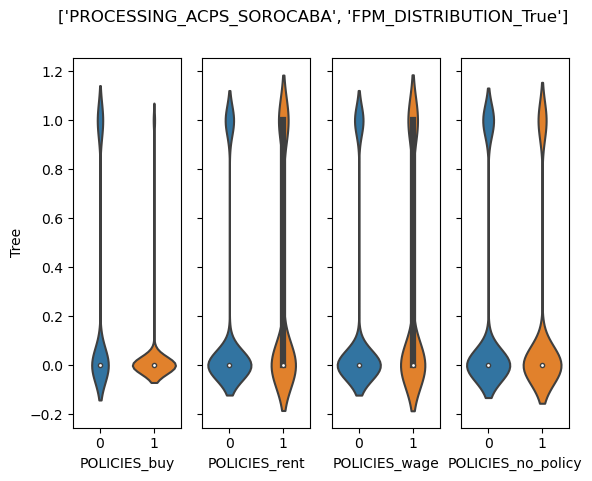 ['PROCESSING_ACPS_SOROCABA', 'FPM_DISTRIBUTION_True']
1.2
1.0
0.8
0.6
0.4
0.2
0.0
−0.2
Tree
0 1 0 1 0 1 0 1
POLICIES_buy POLICIES_rent POLICIES_wage POLICIES_no_policy